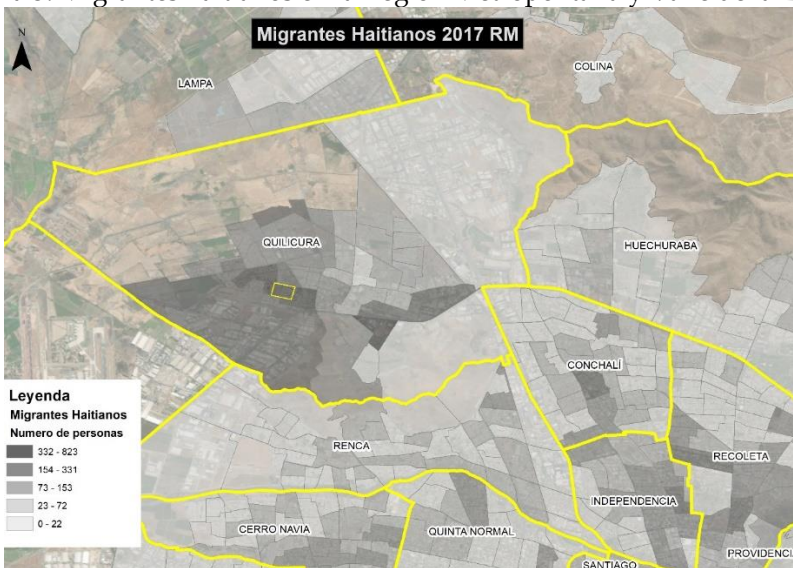 Migrantes Haitianos 2017 RM
N
LAMPA
COLINA
QUILICURA
HUECHURABA
CONCHALÍ
RENCA
RECOLETA
INDEPENDENCIA
CERRO NAVIA
QUINTA NORMAL
PROVIDENCI
SANTIAGO
Leyenda
Migrantes Haitianos
Numero de personas
332 - 823
154 - 331
73 - 153
23 - 72
0 - 22